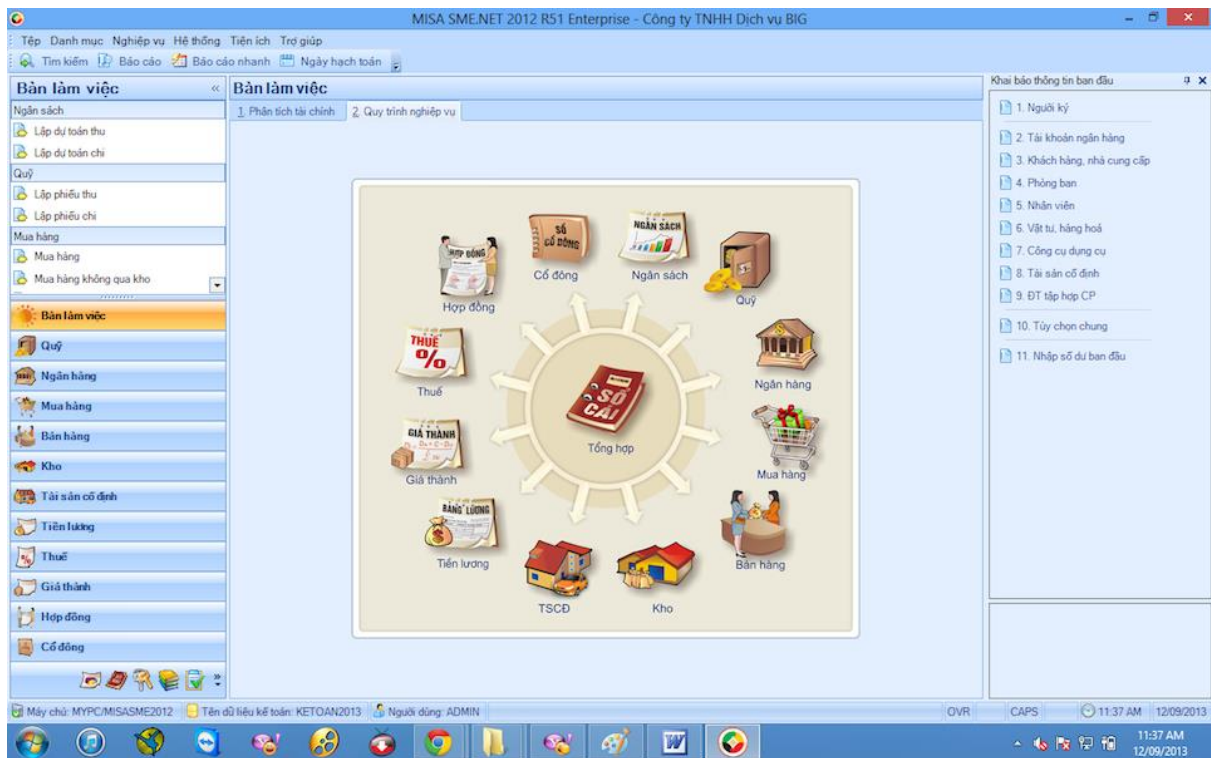 MISA SME.NET 2012 R51 Enterprise - Công ty TNHH Dịch vụ BIG
Tệp Danh mục Nghiệp vụ Hệ thống Tiện ích Trợ giúp
Tìm kiếm Báo cáo Báo cáo nhanh Ngày hạch toán
Bàn làm việc «
Ngân sách
Lập dự toán thu
Lập dự toán chi
Quỹ
Lập phiếu thu
Lập phiếu chi
Mua hàng
Mua hàng
Mua hàng không qua kho
Bàn làm việc
Quỹ
Ngân hàng
Mua hàng
Bán hàng
Kho
Tài sản cố định
Tiền lương
Thuế
Giá thành
Hợp đồng
Cổ đông
Bàn làm việc
1. Phân tích tài chính 2. Quy trình nghiệp vụ
SỔ CỔ ĐÔNG
Cổ đông
NGÂN SÁCH
Ngân sách
Quỹ
HỢP ĐỒNG
Hợp đồng
THUẾ
%
Thuế
Ngân hàng
SỔ CÁI
Tổng hợp
GIÁ THÀNH
Giá thành
Mua hàng
BẢNG LƯƠNG
Tiền lương
Bán hàng
TSCĐ
Kho
Khai báo thông tin ban đầu
1. Người ký
2. Tài khoản ngân hàng
3. Khách hàng, nhà cung cấp
4. Phòng ban
5. Nhân viên
6. Vật tư, hàng hoá
7. Công cụ dụng cụ
8. Tài sản cố định
9. ĐT tập hợp CP
10. Tùy chọn chung
11. Nhập số dư ban đầu
Máy chủ: MYPC/MISASME2012 Tên dữ liệu kế toán: KETOAN2013 Người dùng: ADMIN OVR CAPS 11:37 AM 12/09/2013
11:37 AM
12/09/2013